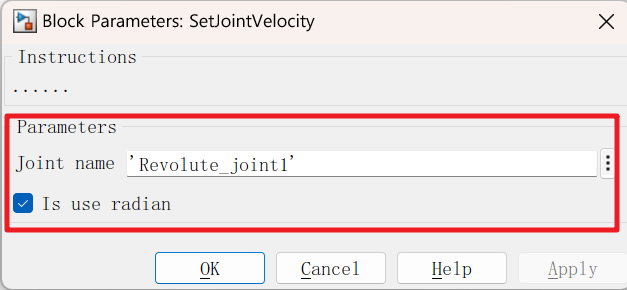 Block Parameters: SetJointVelocity
Instructions
......
Parameters
Joint name 'Revolute_joint1'
Is use radian
OK Cancel Help Apply